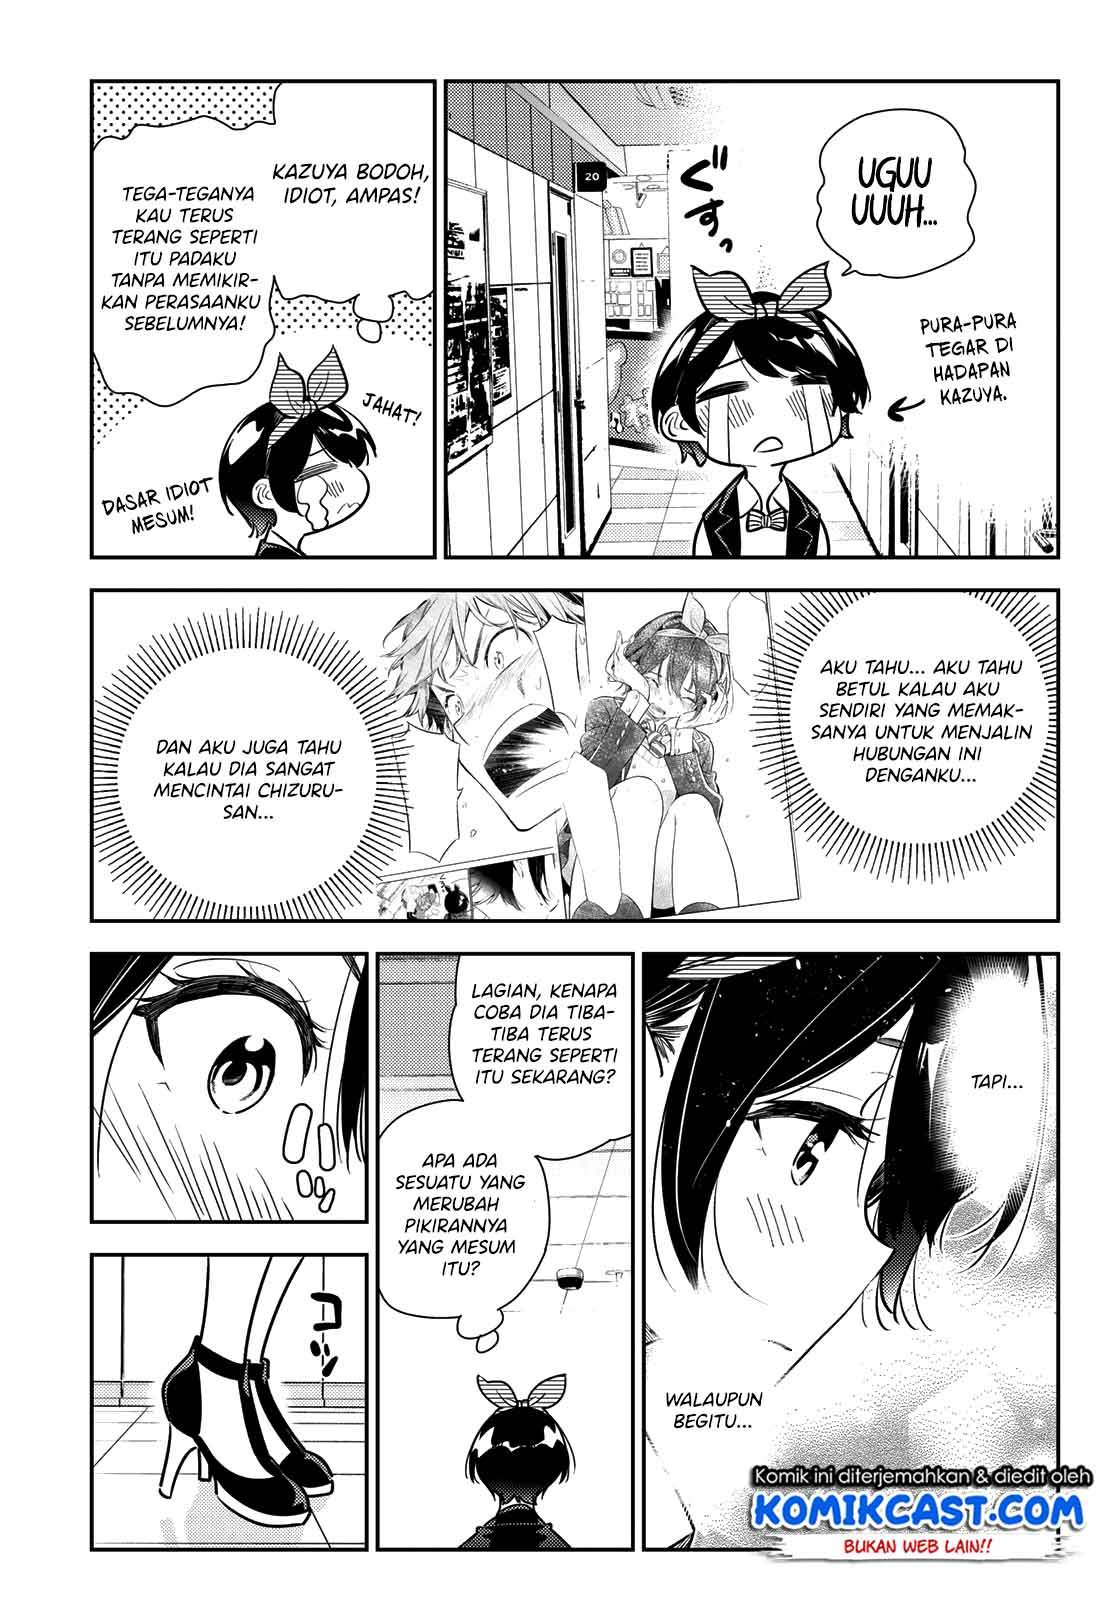 UGUU
UUUH...
ぐすっ
20
PURA-PURA
TEGAR DI
HADAPAN
KAZUYA.
KAZUYA BODOH,
IDIOT, AMPAS!
TEGA-TEGANYA
KAU TERUS
TERANG SEPERTI
ITU PADAKU
TANPA MEMIKIR-
KAN PERASAANKU
SEBELUMNYA!
JAHAT!
DASAR IDIOT
MESUM!
AKU TAHU... AKU TAHU
BETUL KALAU AKU
SENDIRI YANG MEMAK-
SANYA UNTUK MENJALIN
HUBUNGAN INI
DENGANKU...
DAN AKU JUGA TAHU
KALAU DIA SANGAT
MENCINTAI CHIZURU-
SAN...
TAPI...
WALAUPUN
BEGITU...
LAGIAN, KENAPA
COBA DIA TIBA-
TIBA TERUS
TERANG SEPERTI
ITU SEKARANG?
APA ADA
SESUATU YANG
MERUBAH
PIKIRANNYA
YANG MESUM
ITU?
コツ
Komik ini diterjemahkan & diedit oleh
KOMIKCAST.COM
BUKAN WEB LAIN!!